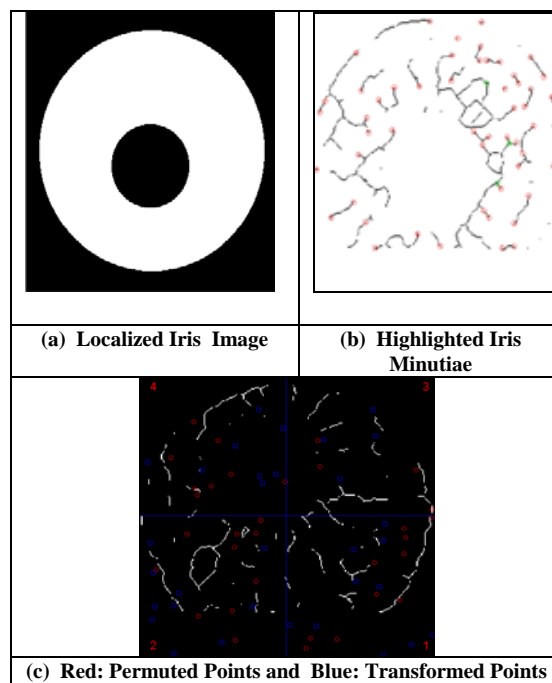 (a) Localized Iris Image
(b) Highlighted Iris
Minutiae
4
3
2
1
(c) Red: Permuted Points and Blue: Transformed Points